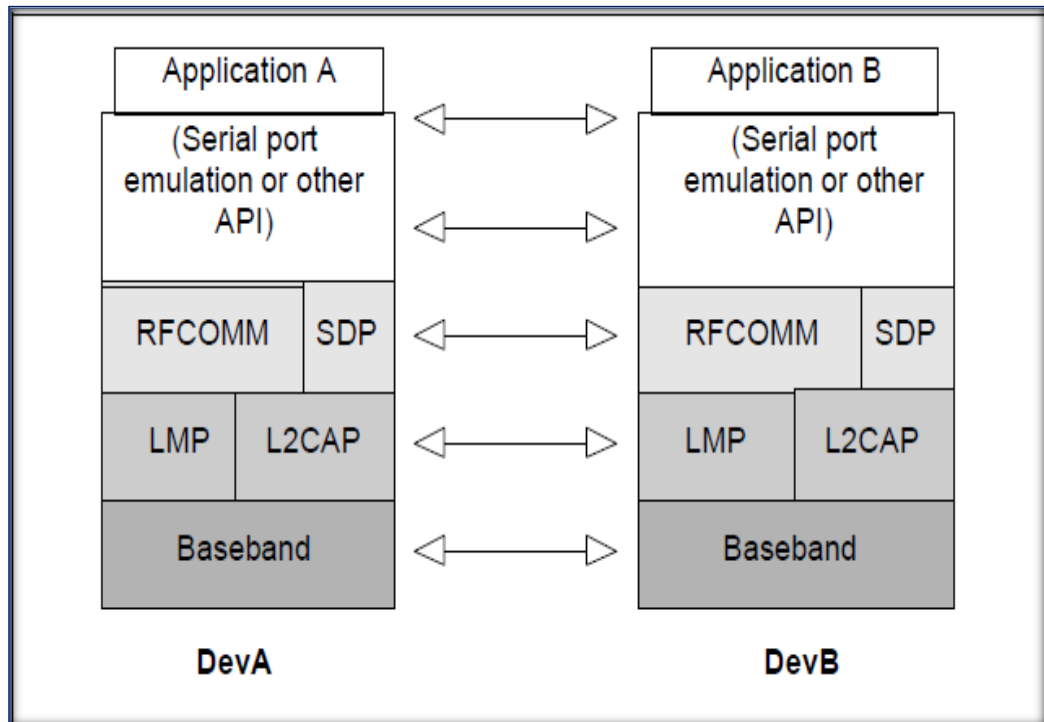 Application A
(Serial port
emulation or other
API)
RFCOMM
SDP
LMP
L2CAP
Baseband
DevA
Application B
(Serial port
emulation or other
API)
RFCOMM
SDP
LMP
L2CAP
Baseband
DevB